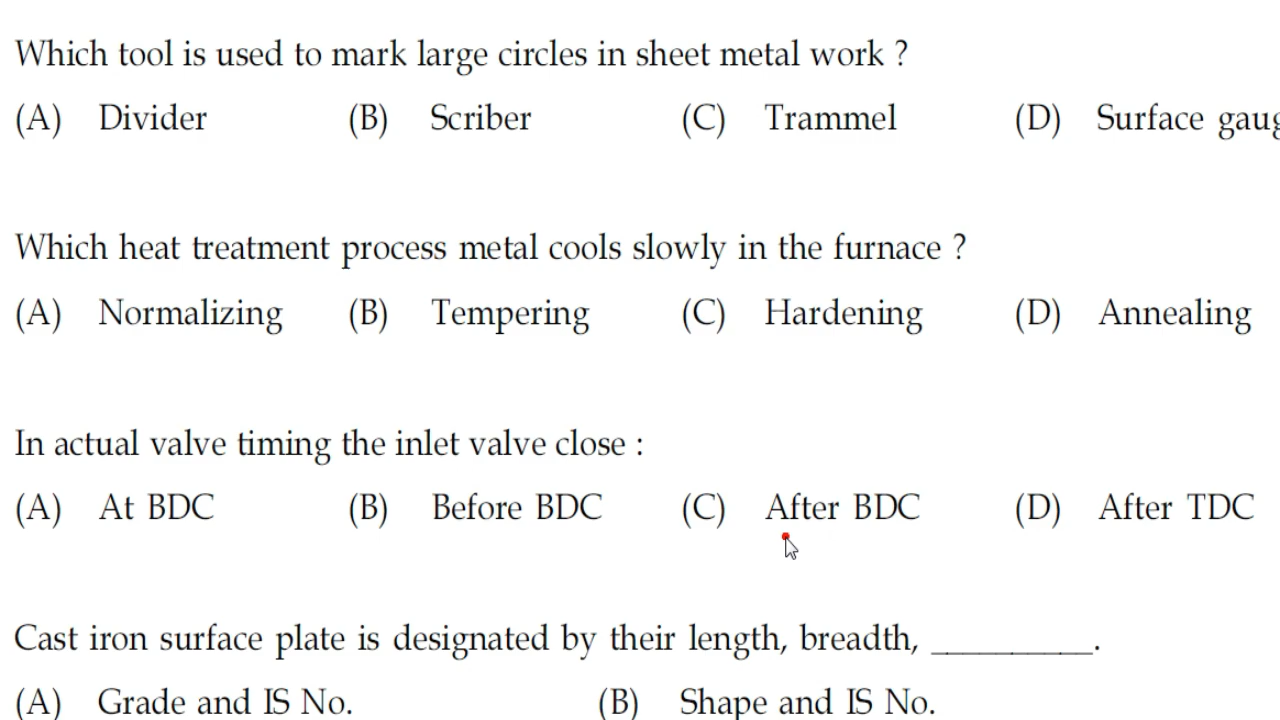 Which tool is used to mark large circles in sheet metal work ?
(A) Divider (B) Scriber (C) Trammel (D) Surface
Which heat treatment process metal cools slowly in the furnace ?
(A) Normalizing (B) Tempering (C) Hardening (D) Annealing
In actual valve timing the inlet valve close :
(A) At BDC (B) Before BDC (C) After BDC (D) After TDC
Cast iron surface plate is designated by their length, breadth, __________.
(A) Grade and IS No. (B) Shape and IS No.